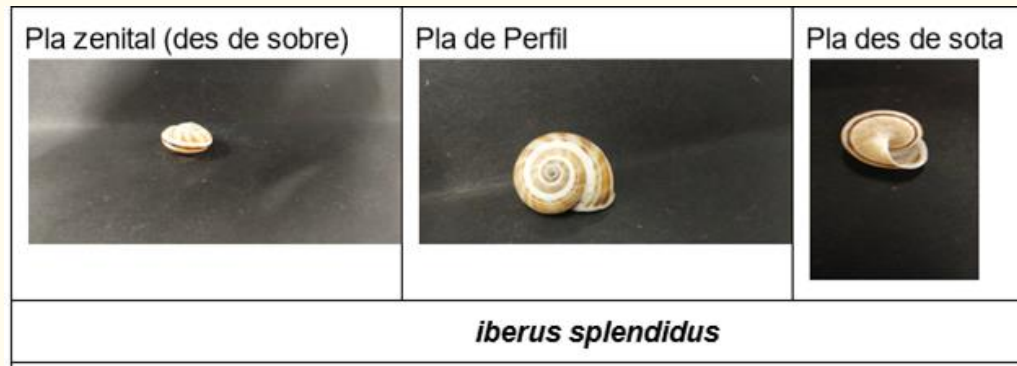 Pla zenital (des de sobre)
Pla de Perfil
Pla des de sota
iberus splendidus